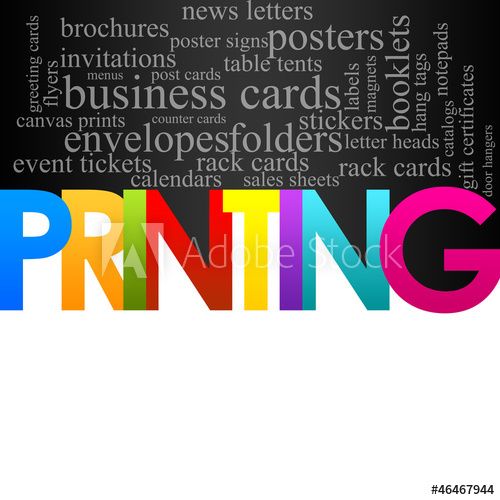 news letters
brochures
poster signs
posters
invitations
table tents
menus
post cards
business cards
canvas prints
counter cards
stickers
envelopes
folders
letter heads
event tickets
rack cards
rack cards
calendars
sales sheets
greeting cards
flyers
labels
magnets
booklets
hang tags
notepads
catalogs
gift certificates
door hangers
PRINTING
Adobe Stock
#46467944